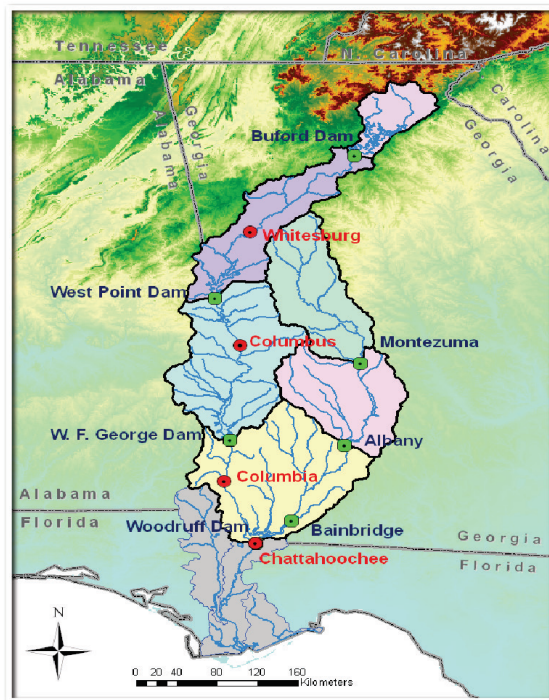 Tennessee
N. Carolina
Alabama
Carolina
Georgia
Georgia
Alabama
Buford Dam
Whitesburg
West Point Dam
Columbus
Montezuma
W. F. George Dam
Albany
Columbia
Alabama
Florida
Woodruff Dam
Bainbridge
Georgia
Florida
Chattahoochee
N
0 20 40 80 120 160
Kilometers